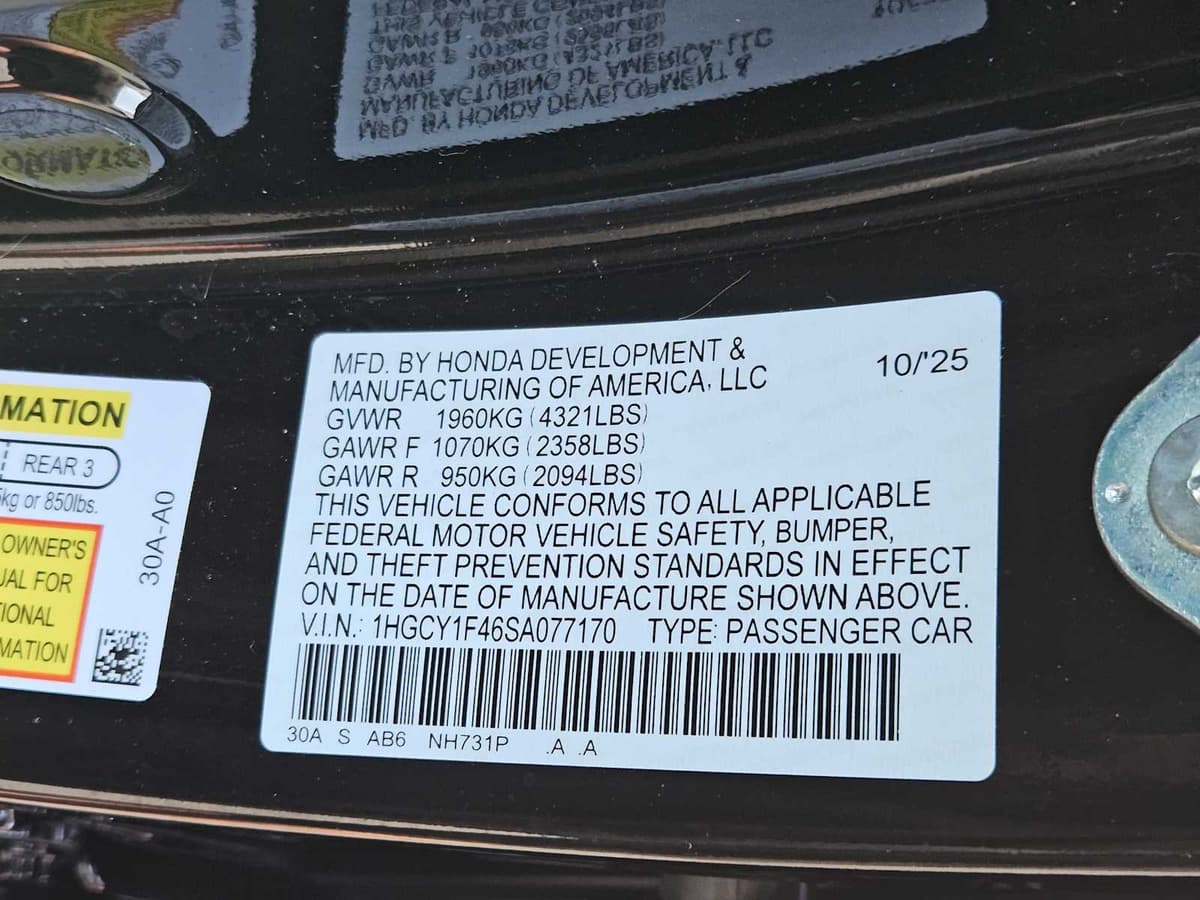 MATION
REAR 3
kg or 850lbs.
OWNER'S
UAL FOR
TIONAL
MATION
30A-A0
MFD. BY HONDA DEVELOPMENT &
MANUFACTURING OF AMERICA, LLC
10/'25
GVWR 1960KG (4321LBS)
GAWR F 1070KG (2358LBS)
GAWR R 950KG (2094LBS)
THIS VEHICLE CONFORMS TO ALL APPLICABLE
FEDERAL MOTOR VEHICLE SAFETY, BUMPER,
AND THEFT PREVENTION STANDARDS IN EFFECT
ON THE DATE OF MANUFACTURE SHOWN ABOVE.
V.I.N.: 1HGCY1F46SA077170 TYPE: PASSENGER CAR
30A S AB6 NH731P .A .A